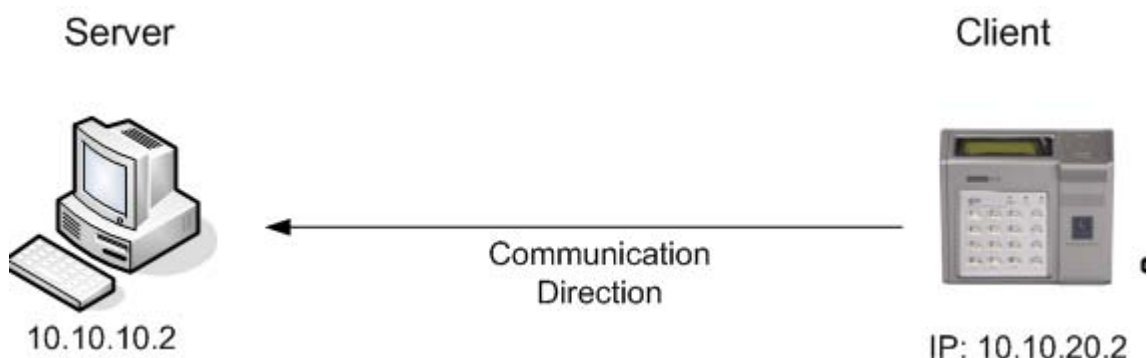 Server
Client
Communication
Direction
10.10.10.2
IP: 10.10.20.2